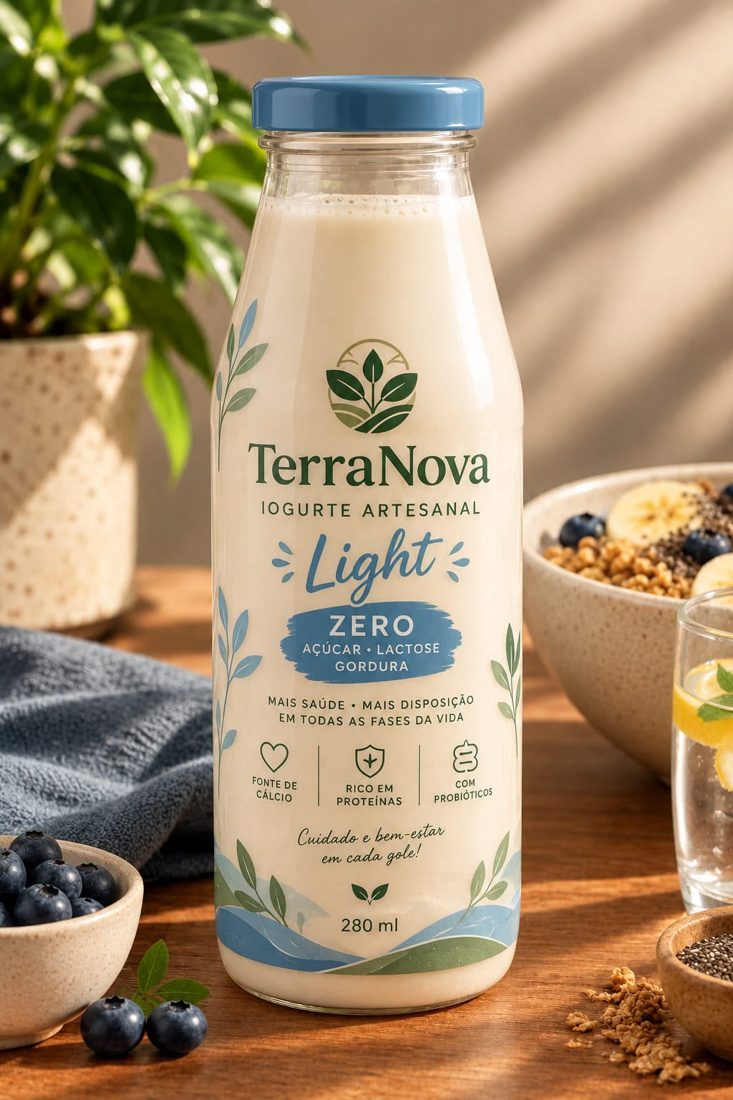 TerraNova
IOGURTE ARTESANAL
Light
ZERO
AÇÚCAR • LACTOSE
GORDURA
MAIS SAÚDE • MAIS DISPOSIÇÃO
EM TODAS AS FASES DA VIDA
FONTE DE
CÁLCIO
RICO EM
PROTEÍNAS
COM
PROBIÓTICOS
Cuidado e bem-estar
em cada gole!
280 ml